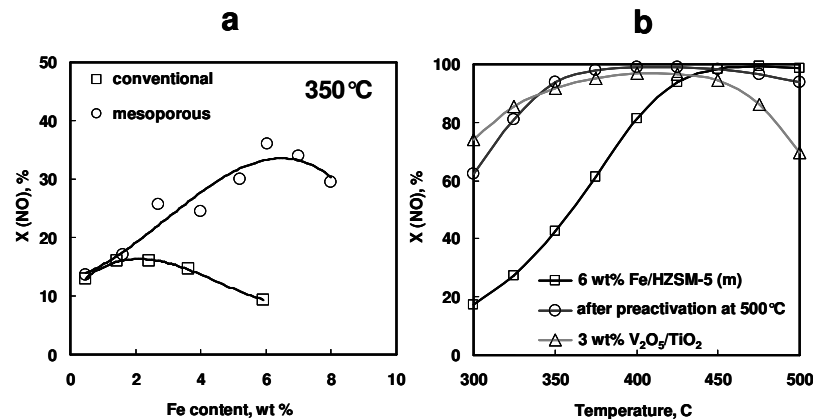 a
b
50
40
30
20
10
0
0 2 4 6 8 10
X (NO), %
Fe content, wt %
conventional
mesoporous
350°C
100
80
60
40
20
0
300 350 400 450 500
X (NO), %
Temperature, C
6 wt% Fe/HZSM-5 (m)
after preactivation at 500°C
3 wt% V₂O₅/TiO₂